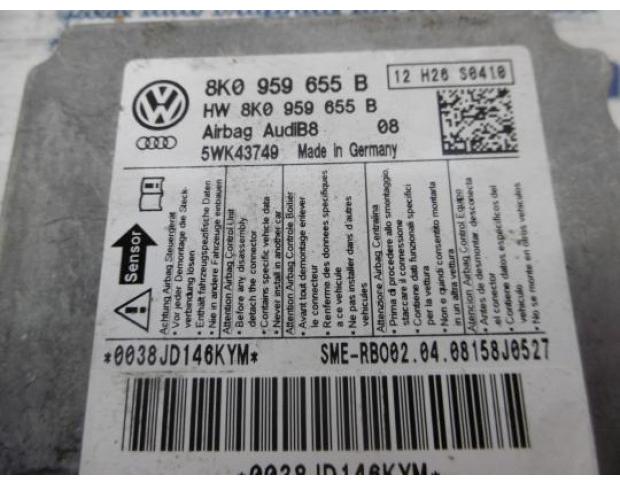 8K0 959 655 B
12 H26 S0410
HW 8K0 959 655 B
Airbag AudiB8 08
5WK43749 Made in Germany
Sensor
Achtung Airbag Steuergerät
• Vor jeder Demontage die Steck-
verbindung lösen
• Enthält fahrzeugspezifische Daten
• Nie in andere Fahrzeuge einbauen
Attention Airbag Control Unit
• Before any disassembly,
detach the connector
• Contains specific vehicle data
• Never install in another car
Attention Airbag Controle Boitier
• Avant tout demontage enlever
le connecteur
• Renferme des donnees specifiques
a ce vehicule
• Ne pas installer dans d'autres
vehicules
Attenzione Airbag Centralina
• Prima di procedere allo smontaggio,
staccare il connessione
• Contiene dati funzionali specifici
per la vettura
• Non e quindi consentito montarla
in un altra vettura
Atencion Airbag Control Equipo
• Antes de desmontar desconecta
el conector
• Contiene datos especificos del
vehiculo
• No se monte en otros vehiculos
*0038JD146KYM* SME-RB002.04.08158J0527
*0038JD146KYM*